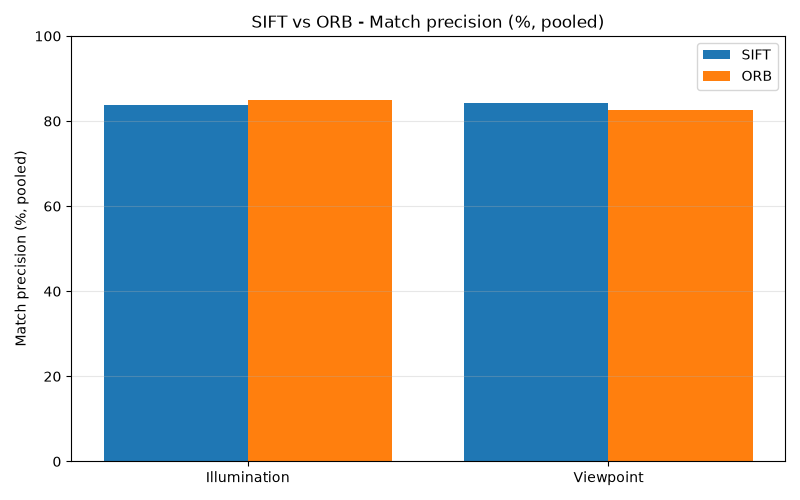 SIFT vs ORB - Match precision (%, pooled)
SIFT
ORB
Match precision (%, pooled)
100
80
60
40
20
0
Illumination
Viewpoint